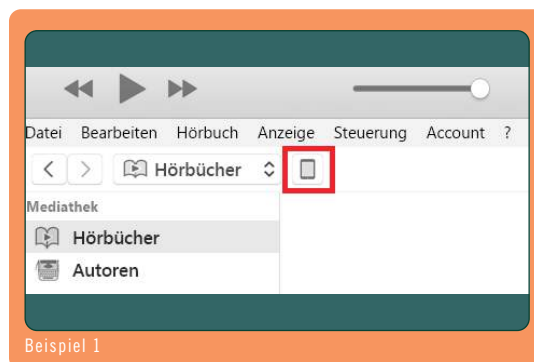 Datei Bearbeiten Hörbuch Anzeige Steuerung Account ?
Hörbücher
Mediathek
Hörbücher
Autoren
Beispiel 1